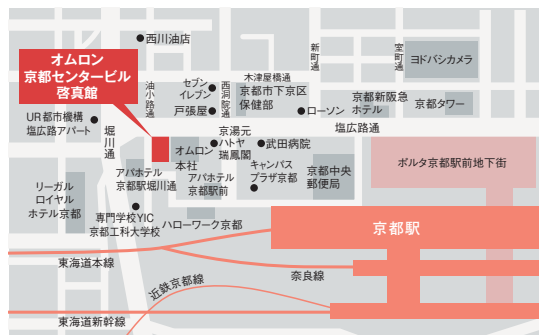 西川油店
オムロン
京都センタービル
啓真館
油小路通
セブン
イレブン
戸張屋
西洞院通
木津屋橋通
京都市下京区
保健部
新町通
室町通
ヨドバシカメラ
ローソン
京都新阪急
ホテル
京都タワー
UR都市機構
塩広路アパート
堀川通
塩広路通
オムロン
本社
京湯元
ハトヤ
瑞鳳閣
武田病院
キャンパス
プラザ京都
京都中央
郵便局
ポルタ京都駅前地下街
アパホテル
京都駅堀川通
アパホテル
京都駅前
リーガル
ロイヤル
ホテル京都
専門学校YIC
京都工科大学校
ハローワーク京都
京都駅
東海道本線
奈良線
近鉄京都線
東海道新幹線